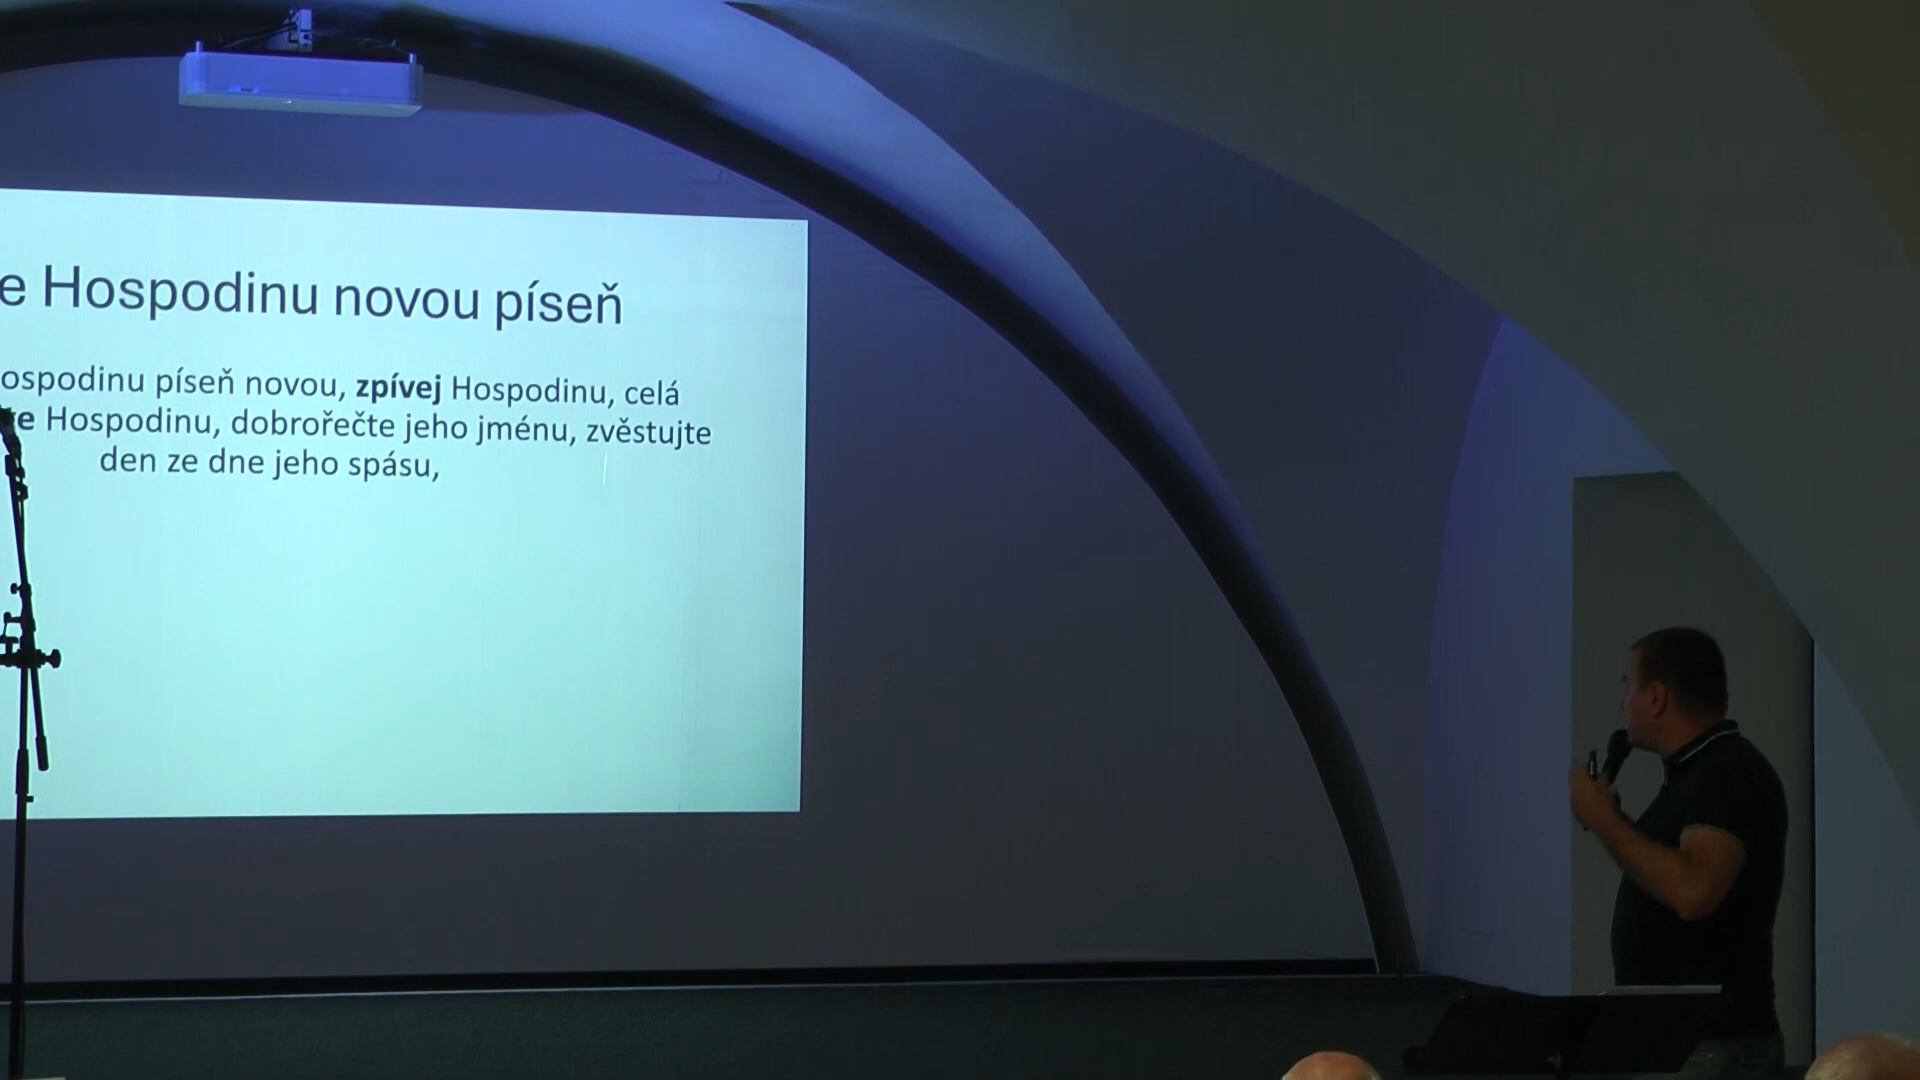 e Hospodinu novou píseň
ospodinu píseň novou, zpívej Hospodinu, celá
e Hospodinu, dobrořečte jeho jménu, zvěstujte
den ze dne jeho spásu,